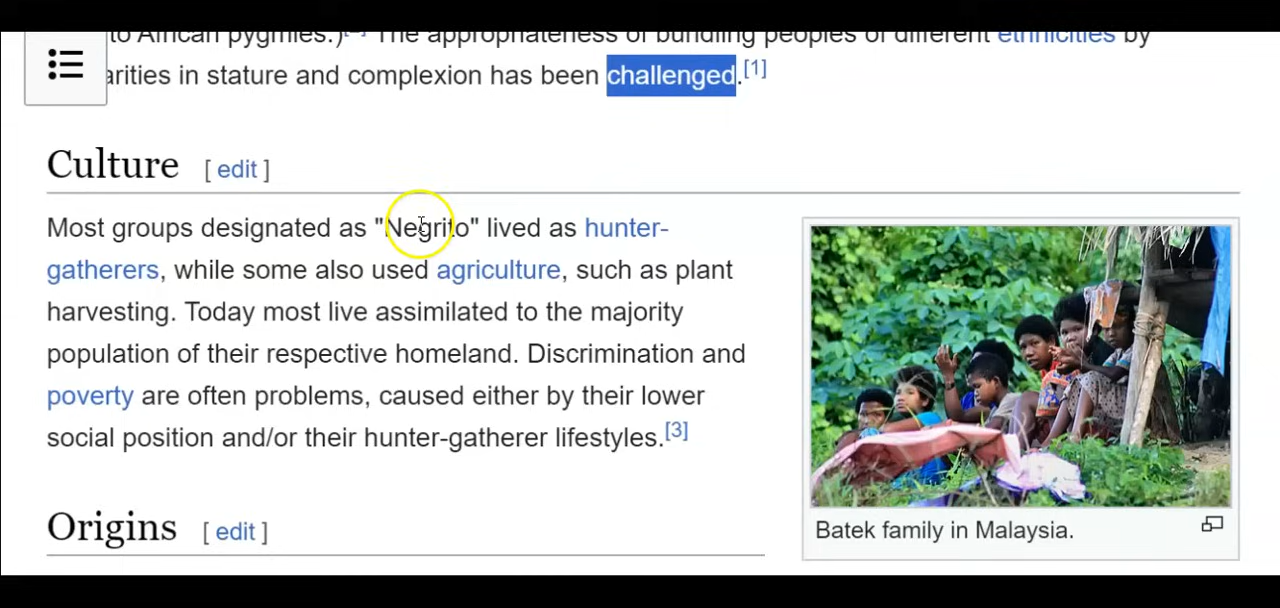 to African pygmies.) The appropriateness of bundling peoples of different ethnicities by
arities in stature and complexion has been challenged.[1]
Culture [ edit ]
Most groups designated as "Negrito" lived as hunter-
gatherers, while some also used agriculture, such as plant
harvesting. Today most live assimilated to the majority
population of their respective homeland. Discrimination and
poverty are often problems, caused either by their lower
social position and/or their hunter-gatherer lifestyles.[3]
Batek family in Malaysia.
Origins [ edit ]